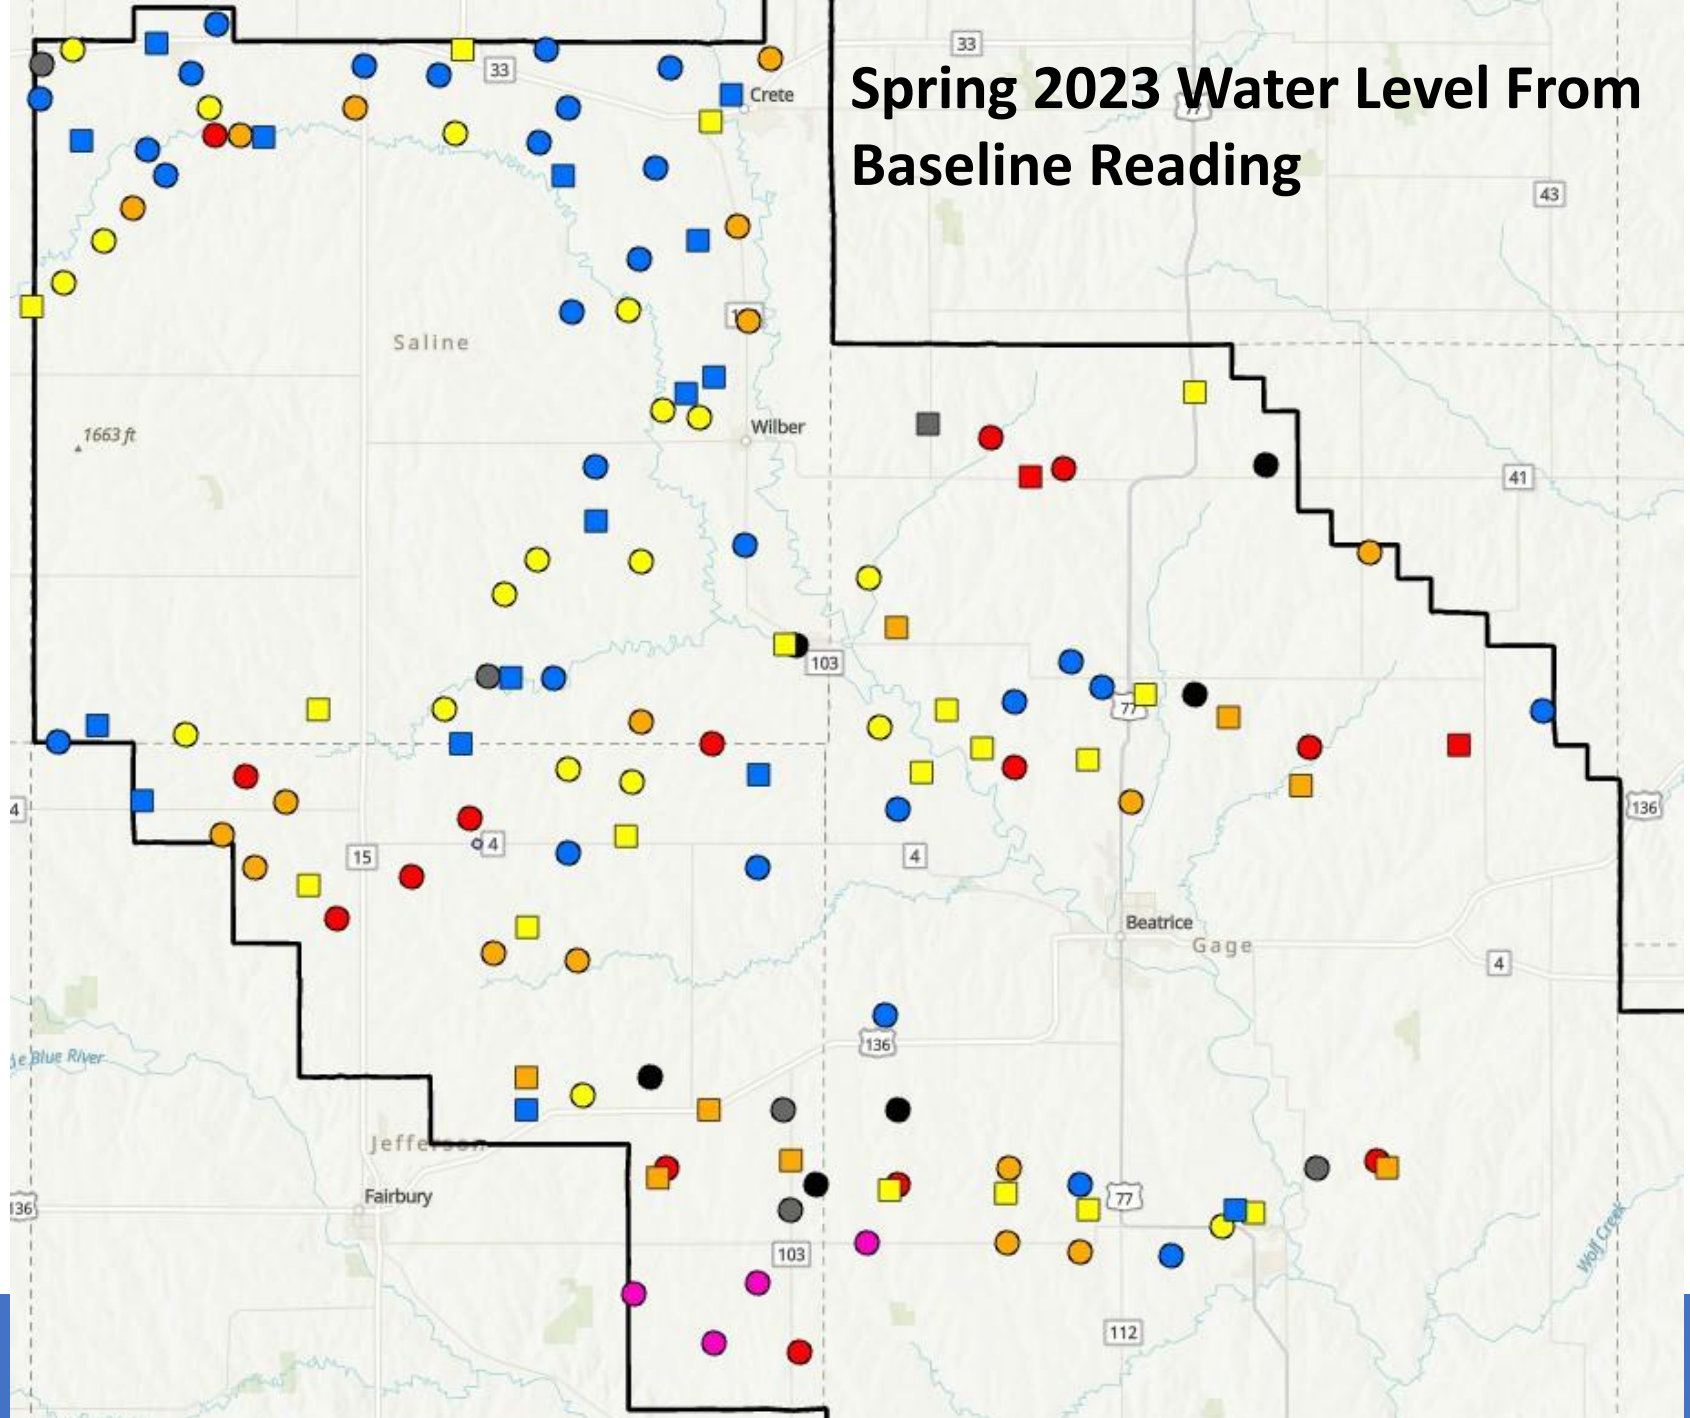 33
33
Crete
Spring 2023 Water Level From
Baseline Reading
77
43
Saline
1663 ft
Wilber
41
103
77
4
15
4
4
136
Beatrice
Gage
4
136
e Blue River
Jefferson
Fairbury
136
77
103
Wolf Creek
112